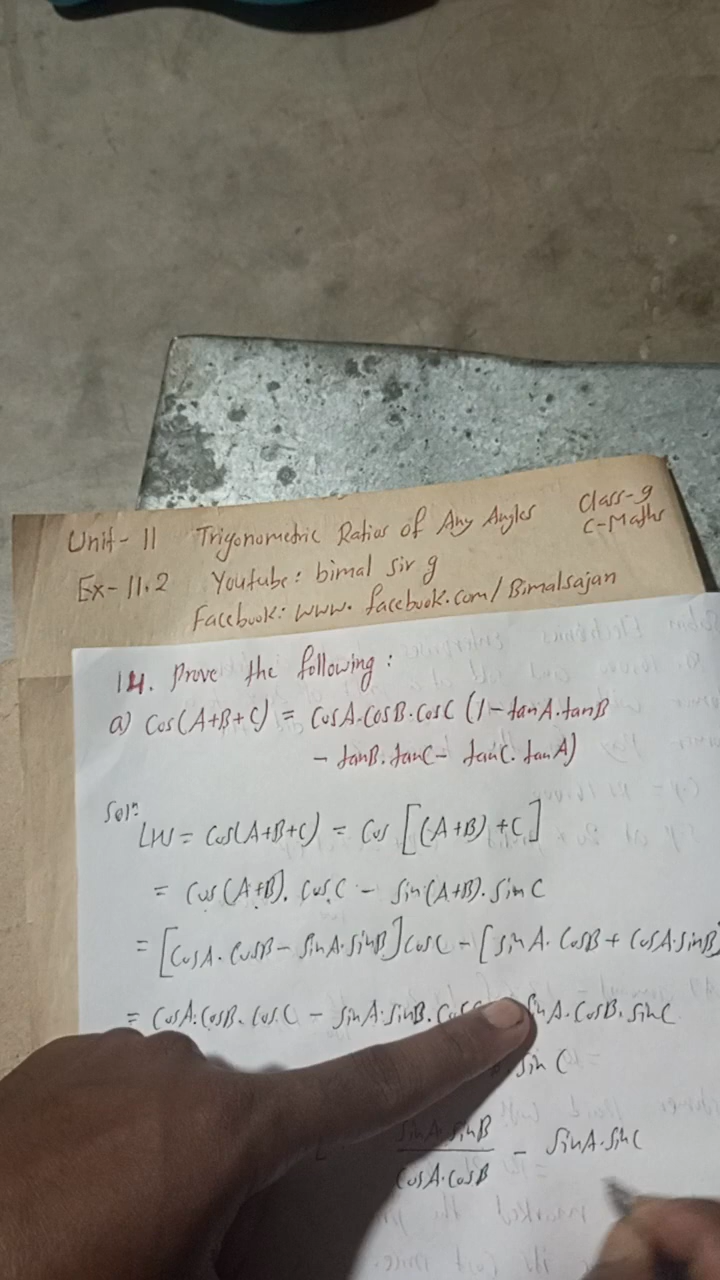 Unit- 11 Trigonometric Ratios of Any Angles Class-9
C-Maths
Ex-11.2 Youtube: bimal sir g
Facebook: www.facebook.com/Bimalsajan
14. Prove the following:
a) Cos(A+B+C) = CosA.CosB.CosC (1-tanA.tanB
- tanB.tanC- tanC.tanA)
Solⁿ:
LHS = Cos(A+B+C) = Cos [(A+B) +C]
= Cos(A+B). Cos.C - Sin(A+B).SinC
= [CosA.CosB- SinA.SinB]CosC - [SinA. CosB + CosA.SinB]
= CosA.CosB.Cos.C - SinA.SinB. SinA.CosB.SinC
Sin C
SinA.SinB / CosA.CosB - SinA.SinC